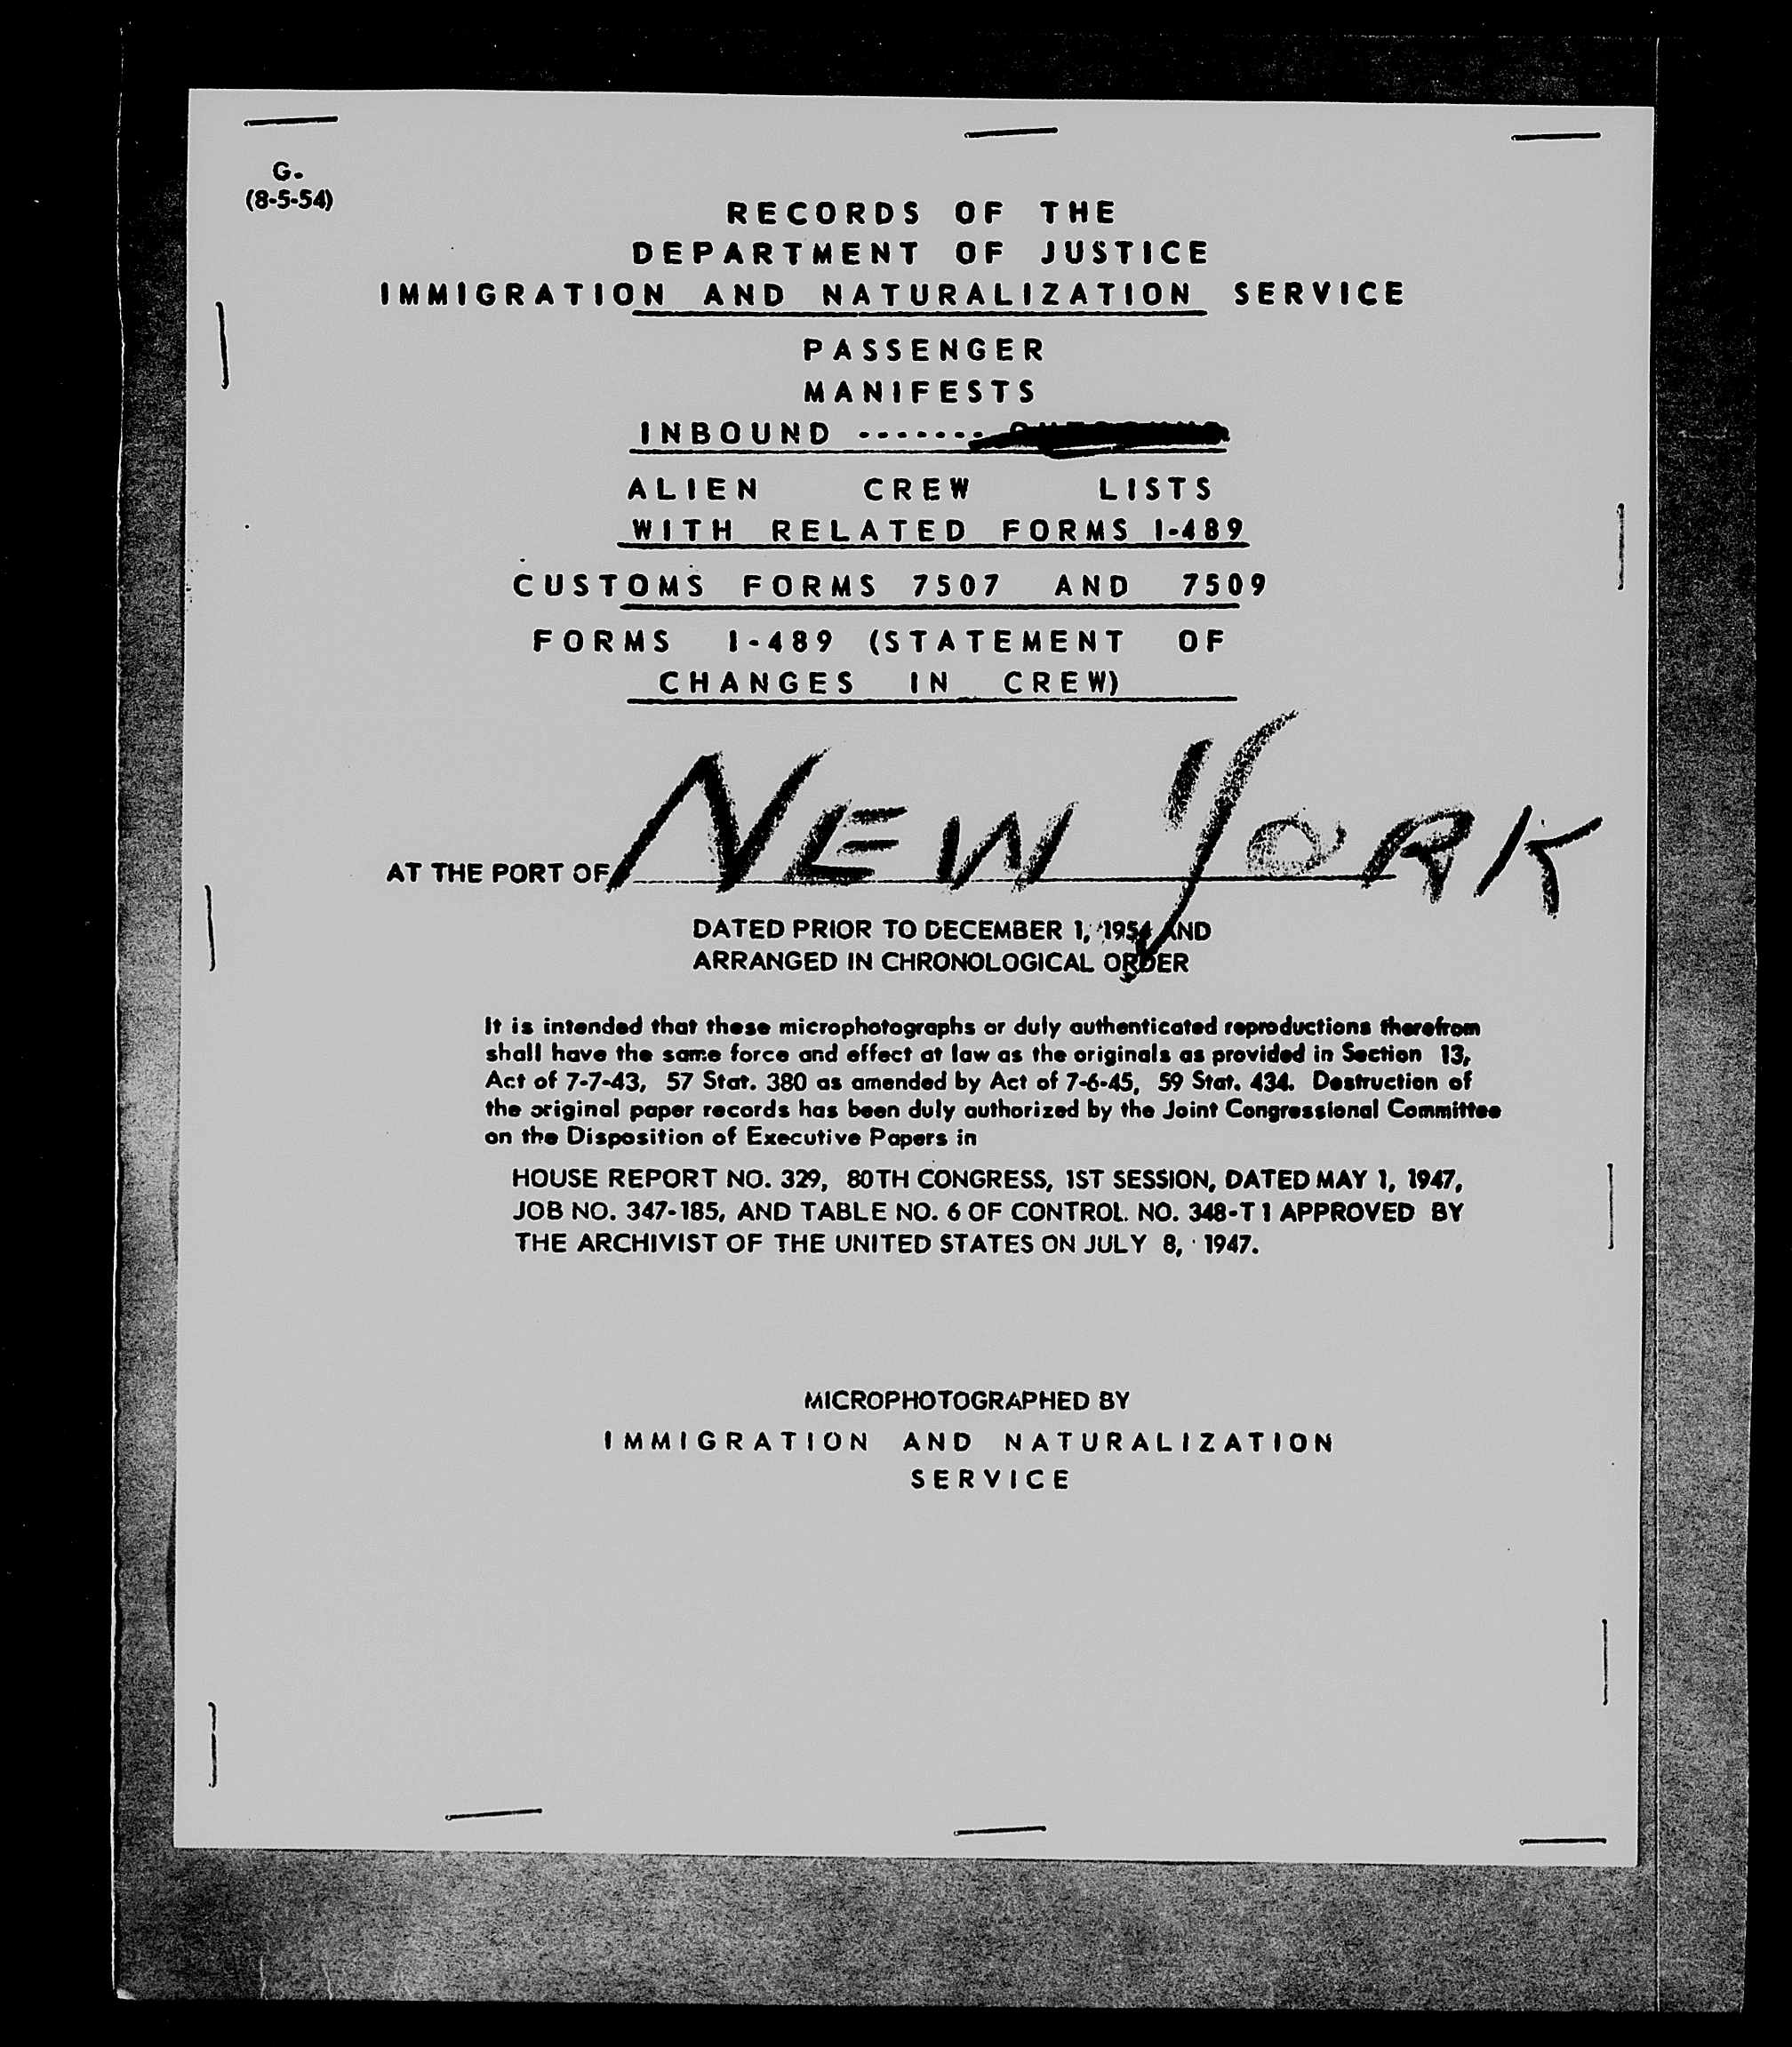 G.
(8-5-54)
RECORDS OF THE
DEPARTMENT OF JUSTICE
IMMIGRATION AND NATURALIZATION SERVICE
PASSENGER
MANIFESTS
INBOUND -------
ALIEN CREW LISTS
WITH RELATED FORMS I-489
CUSTOMS FORMS 7507 AND 7509
FORMS I-489 (STATEMENT OF
CHANGES IN CREW)
AT THE PORT OF NEW YORK
DATED PRIOR TO DECEMBER 1, 1954 AND
ARRANGED IN CHRONOLOGICAL ORDER
It is intended that these microphotographs or duly authenticated reproductions therefrom
shall have the same force and effect at law as the originals as provided in Section 13,
Act of 7-7-43, 57 Stat. 380 as amended by Act of 7-6-45, 59 Stat. 434. Destruction of
the original paper records has been duly authorized by the Joint Congressional Committee
on the Disposition of Executive Papers in
HOUSE REPORT NO. 329, 80TH CONGRESS, 1ST SESSION, DATED MAY 1, 1947,
JOB NO. 347-185, AND TABLE NO. 6 OF CONTROL NO. 348-T1 APPROVED BY
THE ARCHIVIST OF THE UNITED STATES ON JULY 8, 1947.
MICROPHOTOGRAPHED BY
IMMIGRATION AND NATURALIZATION
SERVICE